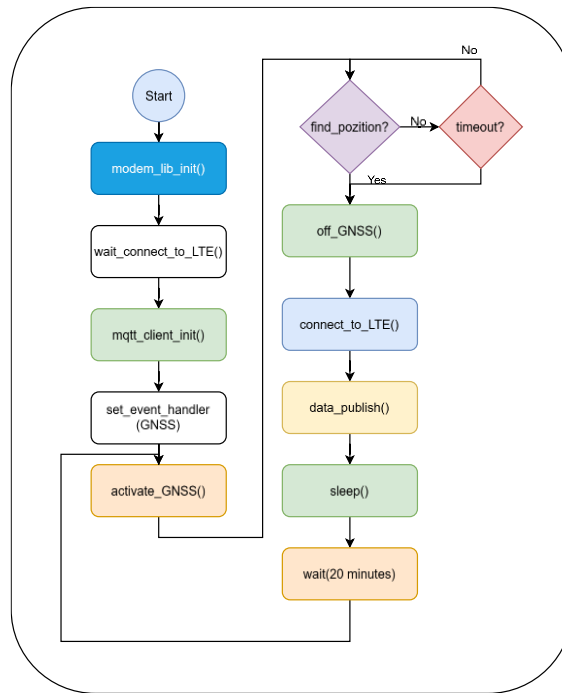 Start
modem_lib_init()
wait_connect_to_LTE()
mqtt_client_init()
set_event_handler
(GNSS)
activate_GNSS()
No
find_pozition?
No
timeout?
Yes
off_GNSS()
connect_to_LTE()
data_publish()
sleep()
wait(20 minutes)